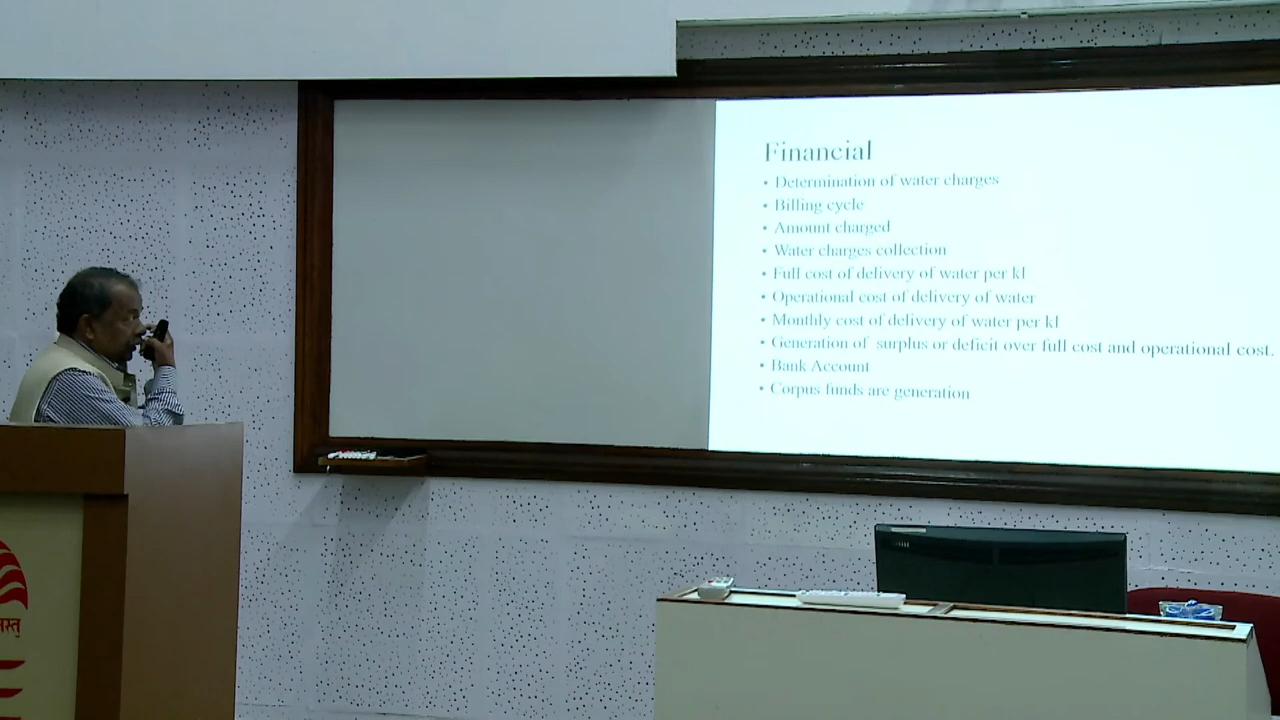 Financial
• Determination of water charges
• Billing cycle
• Amount charged
• Water charges collection
• Full cost of delivery of water per kl
• Operational cost of delivery of water
• Monthly cost of delivery of water per kl
• Generation of surplus or deficit over full cost and operational cost.
• Bank Account
• Corpus funds are generation